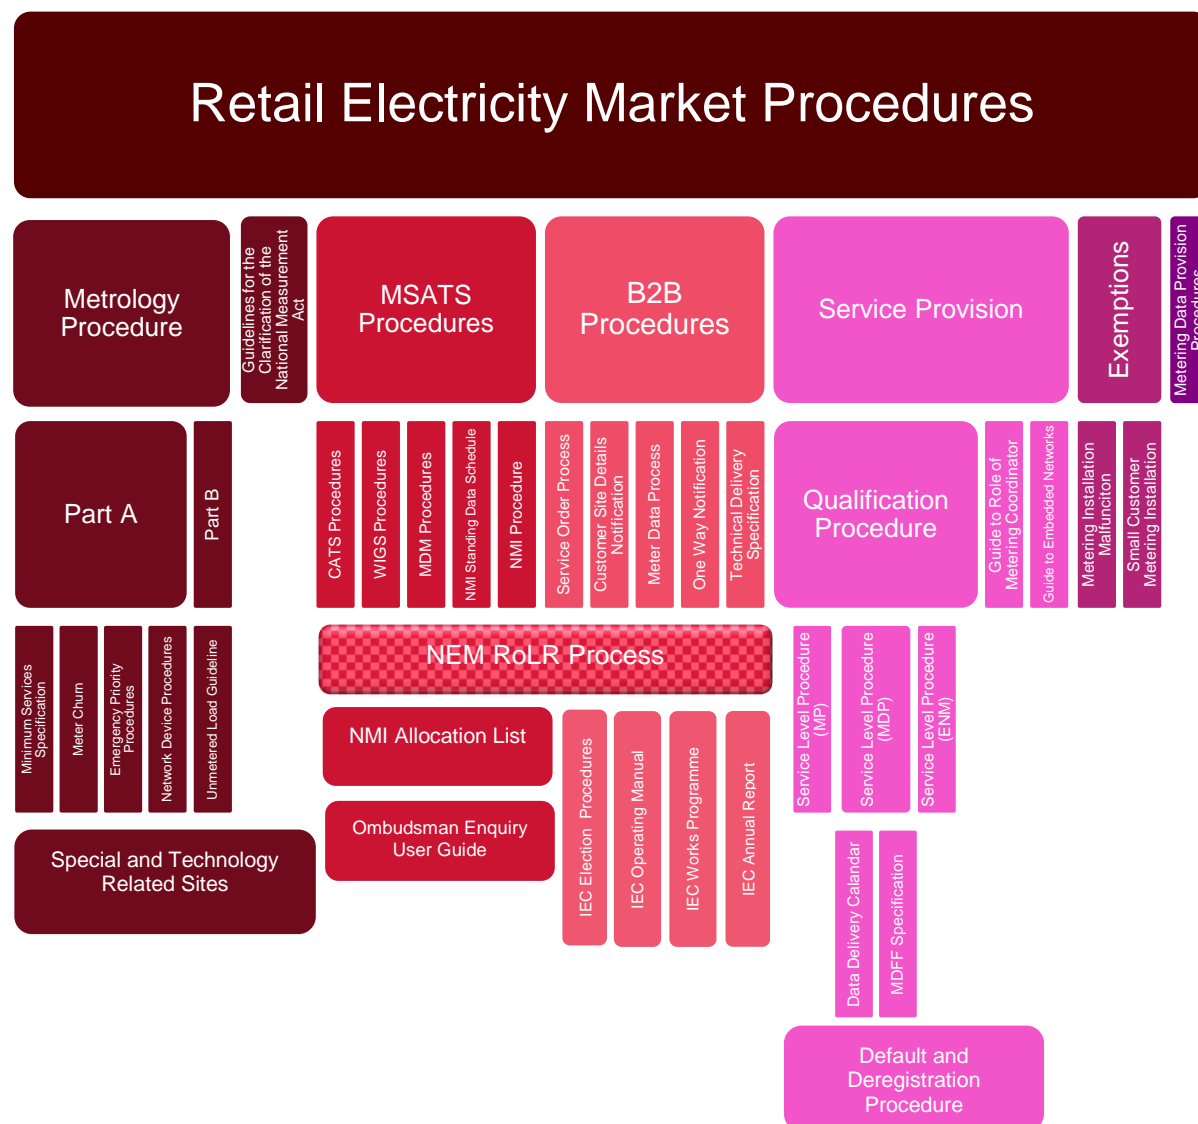 Retail Electricity Market Procedures
Metrology
Procedure
Guidelines for the
Clarification of the
National Measurement
Act
MSATS
Procedures
B2B
Procedures
Service Provision
Exemptions
Metering Data Provision
Procedures
Part A
Part B
CATS Procedures
WIGS Procedures
MDM Procedures
NMI Standing Data Schedule
NMI Procedure
Service Order Process
Customer Site Details
Notification
Meter Data Process
One Way Notification
Technical Delivery
Specification
Qualification
Procedure
Guide to Role of
Metering Coordinator
Guide to Embedded Networks
Metering Installation
Malfunciton
Small Customer
Metering Installation
Minimum Services
Specification
Meter Churn
Emergency Priority
Procedures
Network Device Procedures
Unmetered Load Guideline
NEM RoLR Process
Service Level Procedure
(MP)
Service Level Procedure
(MDP)
Service Level Procedure
(ENM)
NMI Allocation List
Ombudsman Enquiry
User Guide
IEC Election  Procedures
IEC Operating Manual
IEC Works Programme
IEC Annual Report
Special and Technology
Related Sites
Data Delivery Calandar
MDFF Specification
Default and
Deregistration
Procedure